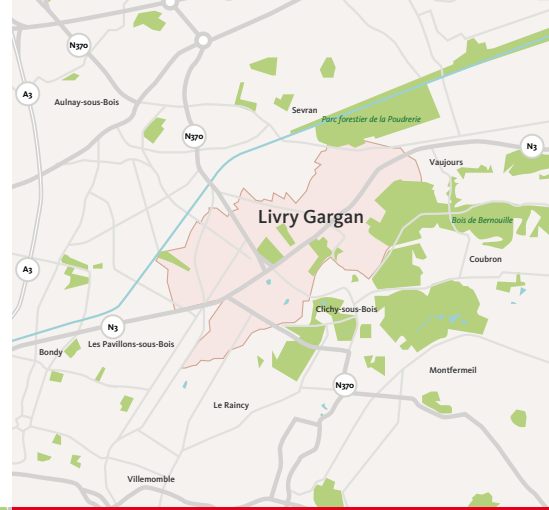 N370
A3
Aulnay-sous-Bois
Sevran
Parc forestier de la Poudrerie
N370
N3
Vaujours
Livry Gargan
Bois de Bernouille
Coubron
A3
Clichy-sous-Bois
N3
Les Pavillons-sous-Bois
Bondy
Montfermeil
N370
Le Raincy
Villemomble